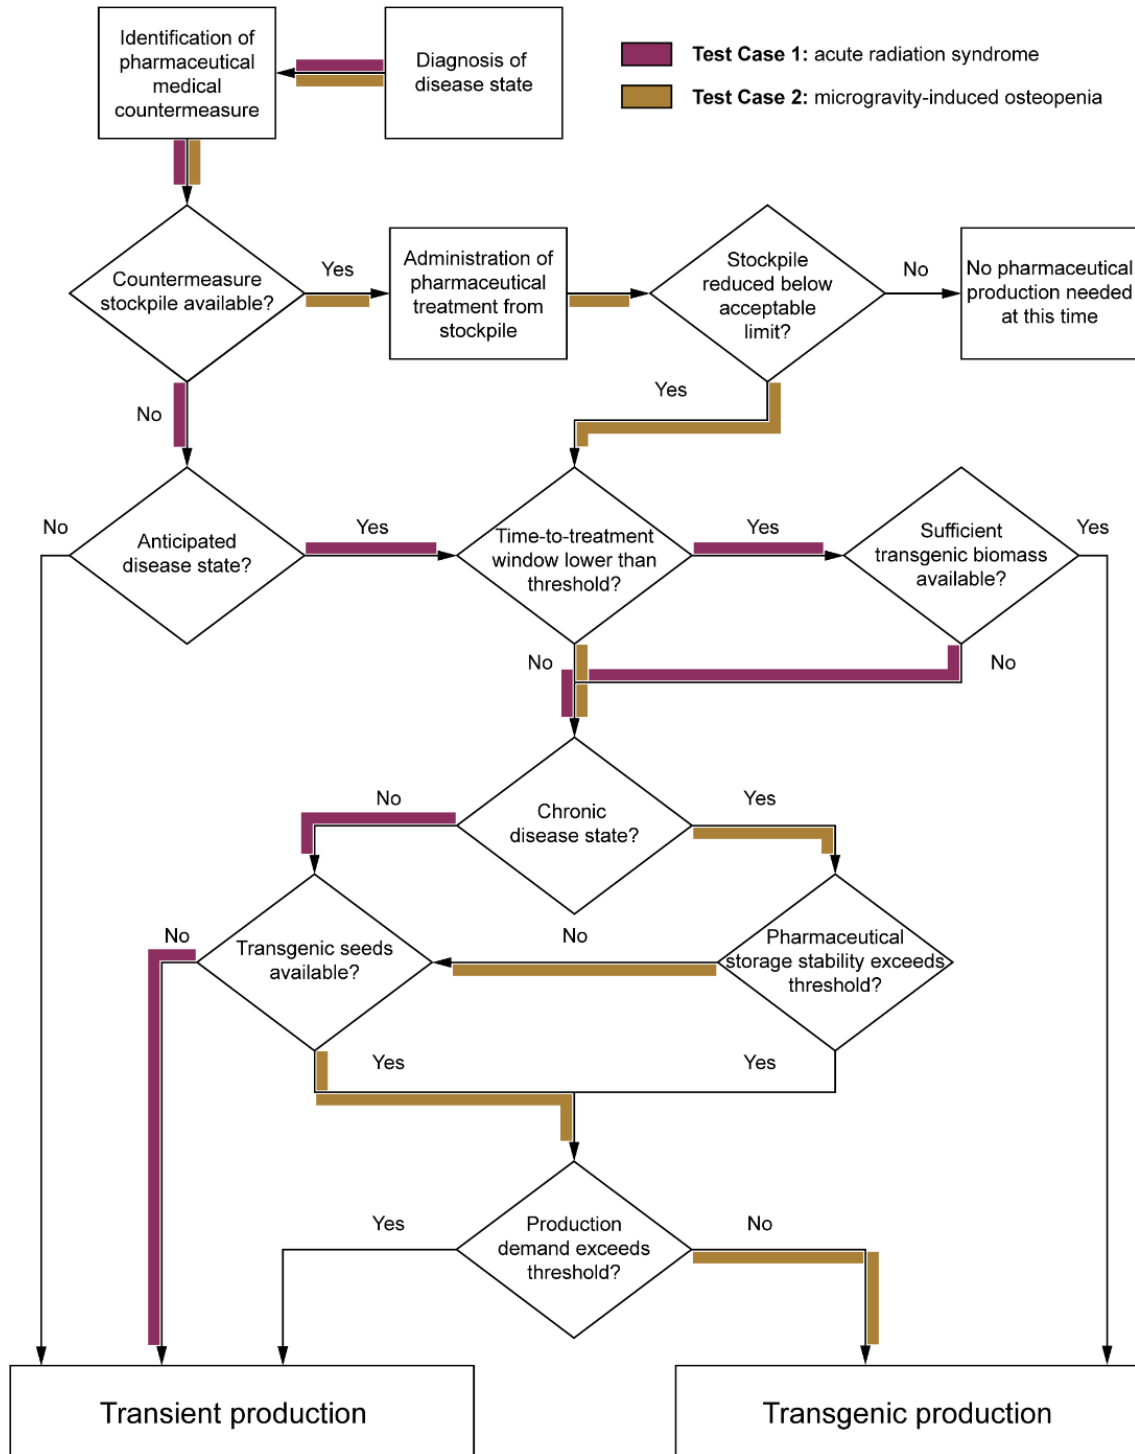 Identification of
pharmaceutical
medical
countermeasure
Diagnosis of
disease state
Test Case 1: acute radiation syndrome
Test Case 2: microgravity-induced osteopenia
Countermeasure
stockpile available?
Yes
Administration of
pharmaceutical
treatment from
stockpile
Stockpile
reduced below
acceptable
limit?
No
No pharmaceutical
production needed
at this time
No
Yes
No
Anticipated
disease state?
Yes
Time-to-treatment
window lower than
threshold?
Yes
Sufficient
transgenic biomass
available?
Yes
No
No
No
Chronic
disease state?
Yes
No
Transgenic seeds
available?
No
Pharmaceutical
storage stability exceeds
threshold?
Yes
Yes
Yes
Production
demand exceeds
threshold?
No
Transient production
Transgenic production